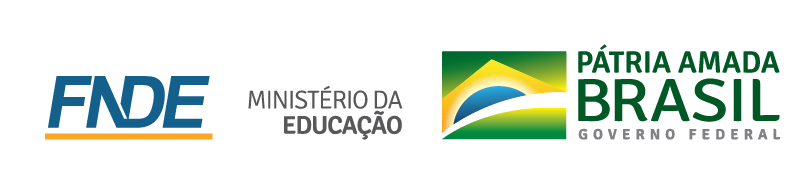 FNDE
MINISTÉRIO DA
EDUCAÇÃO
PÁTRIA AMADA
BRASIL
GOVERNO FEDERAL